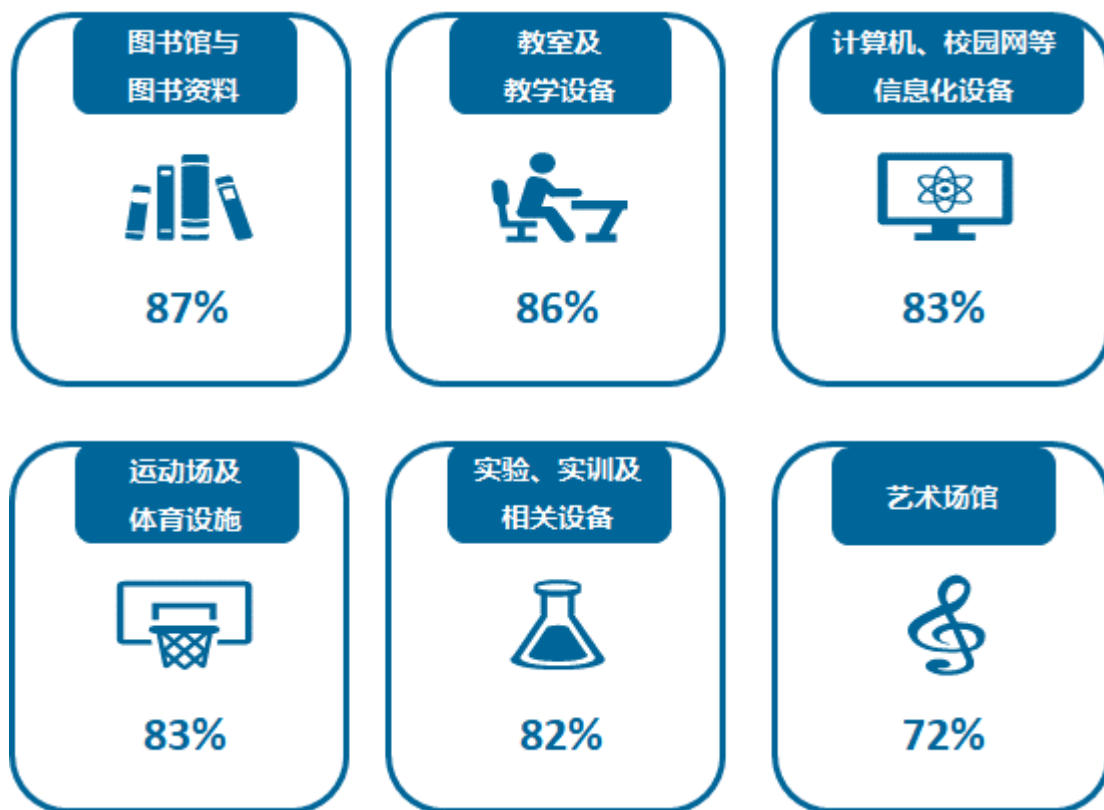 图书馆与
图书资料
87%
教室及
教学设备
86%
计算机、校园网等
信息化设备
83%
运动场及
体育设施
83%
实验、实训及
相关设备
82%
艺术场馆
72%